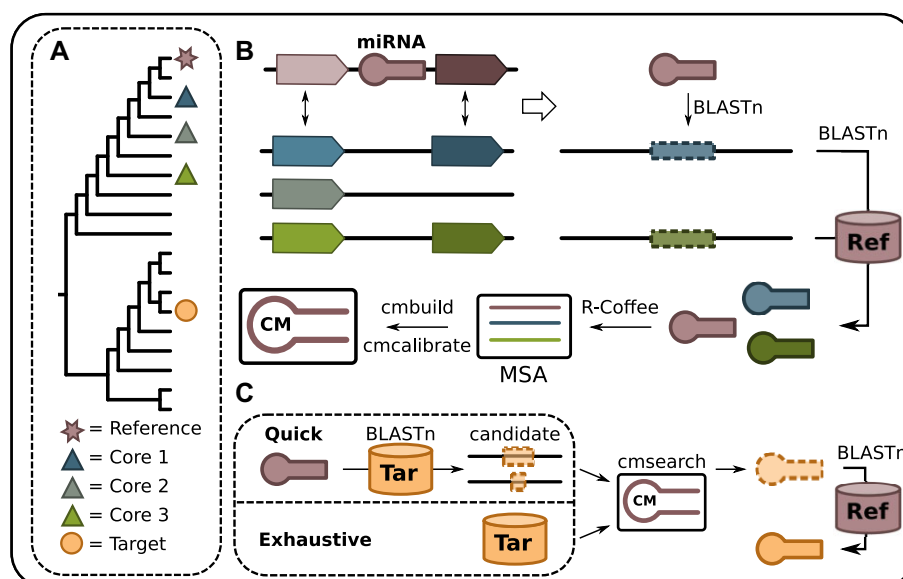 A
= Reference
= Core 1
= Core 2
= Core 3
= Target
B
miRNA
BLASTn
BLASTn
Ref
R-Coffee
MSA
cmbuild
cmcalibrate
CM
C
Quick
BLASTn
Tar
candidate
Exhaustive
Tar
cmsearch
CM
BLASTn
Ref